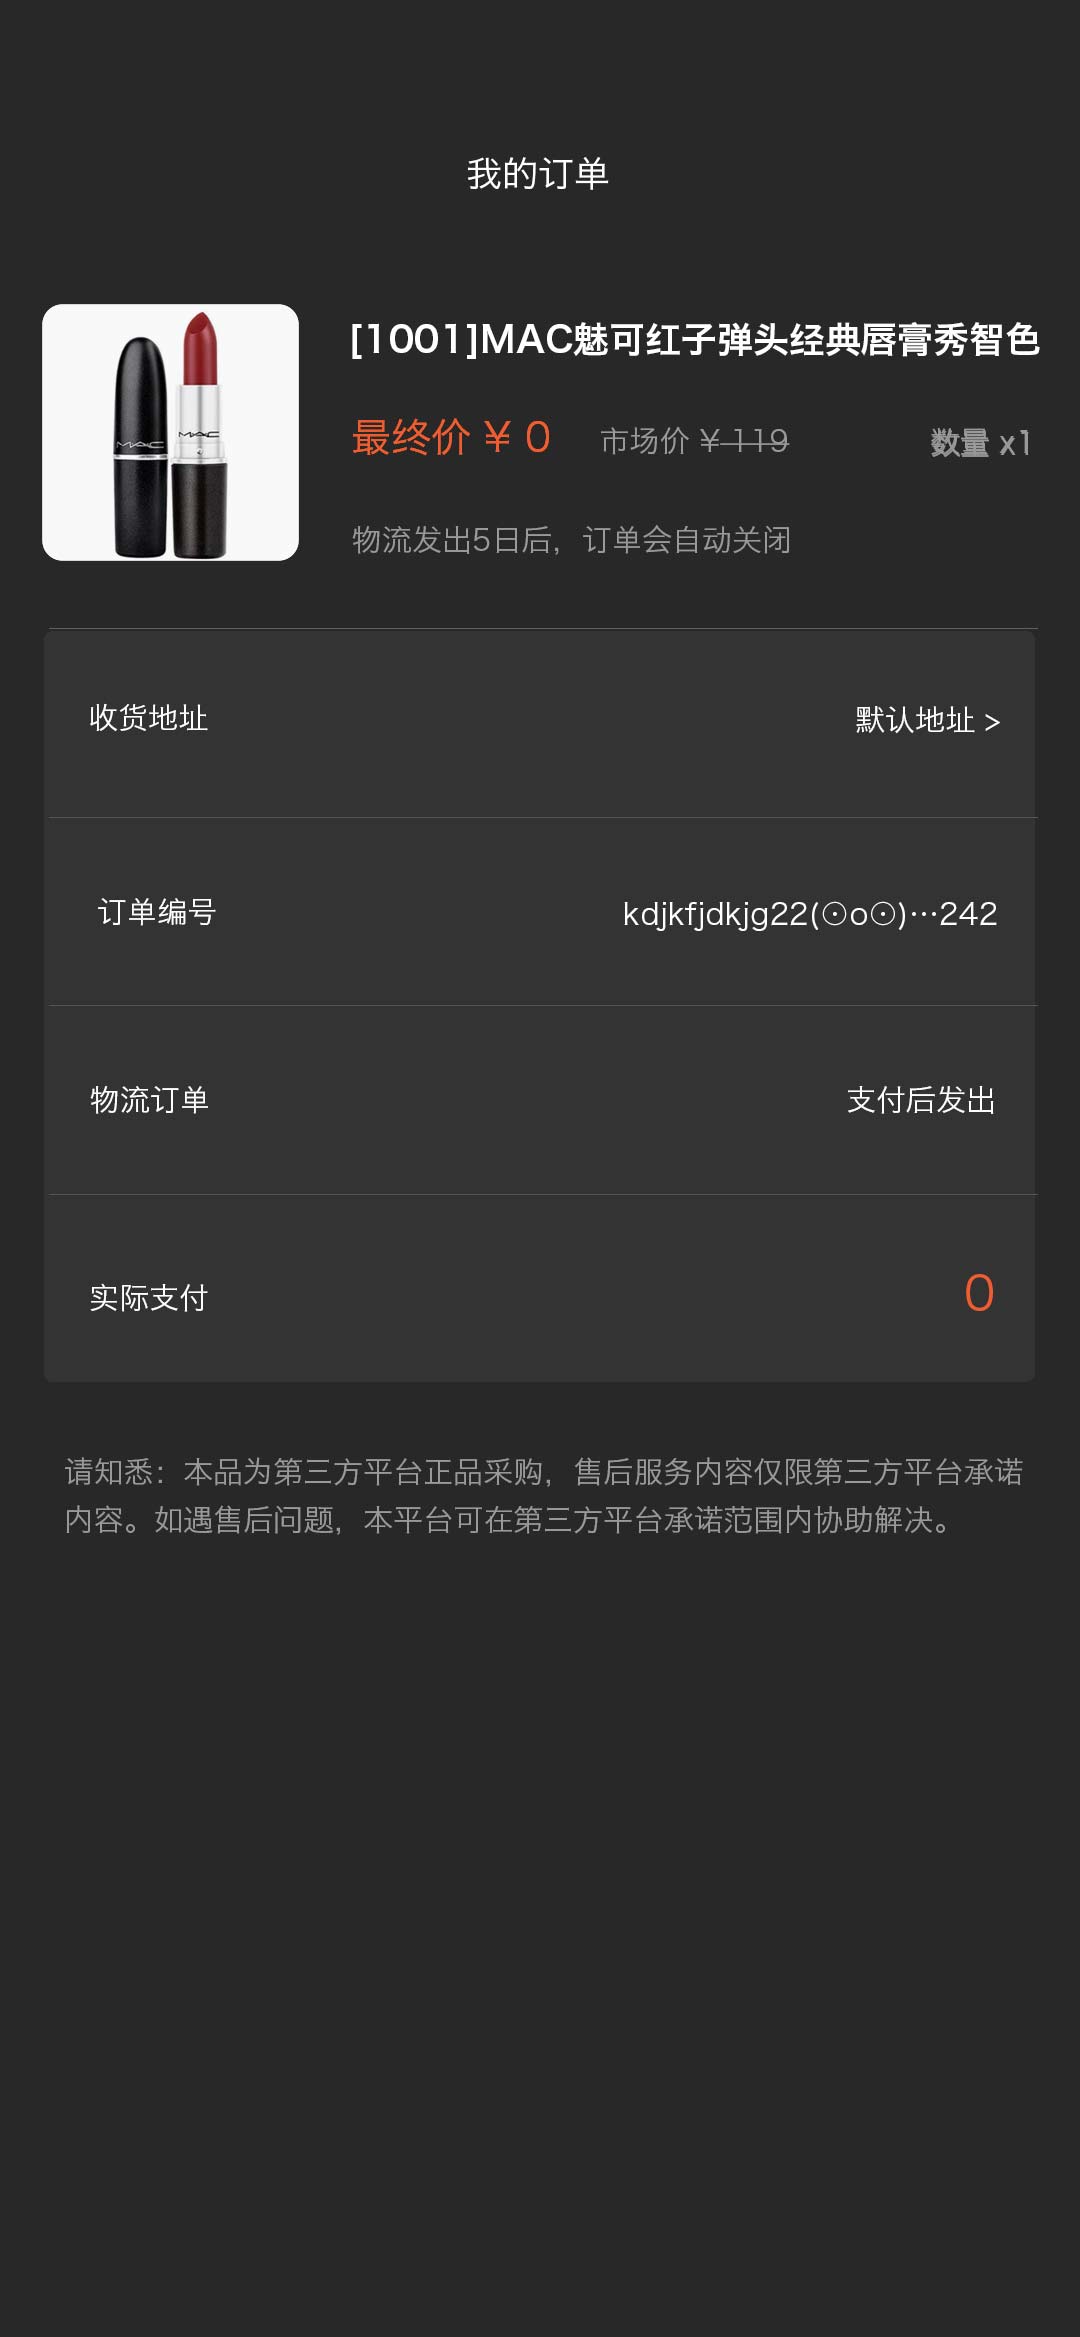 我的订单
[1001]MAC魅可红子弹头经典唇膏秀智色
最终价 ¥ 0 市场价 ¥ 119 数量 x1
MAC MAC
物流发出5日后，订单会自动关闭
收货地址 默认地址 >
订单编号 kdjkfjdkjg22(⊙o⊙)…242
物流订单 支付后发出
实际支付 0
请知悉：本品为第三方平台正品采购，售后服务内容仅限第三方平台承诺
内容。如遇售后问题，本平台可在第三方平台承诺范围内协助解决。